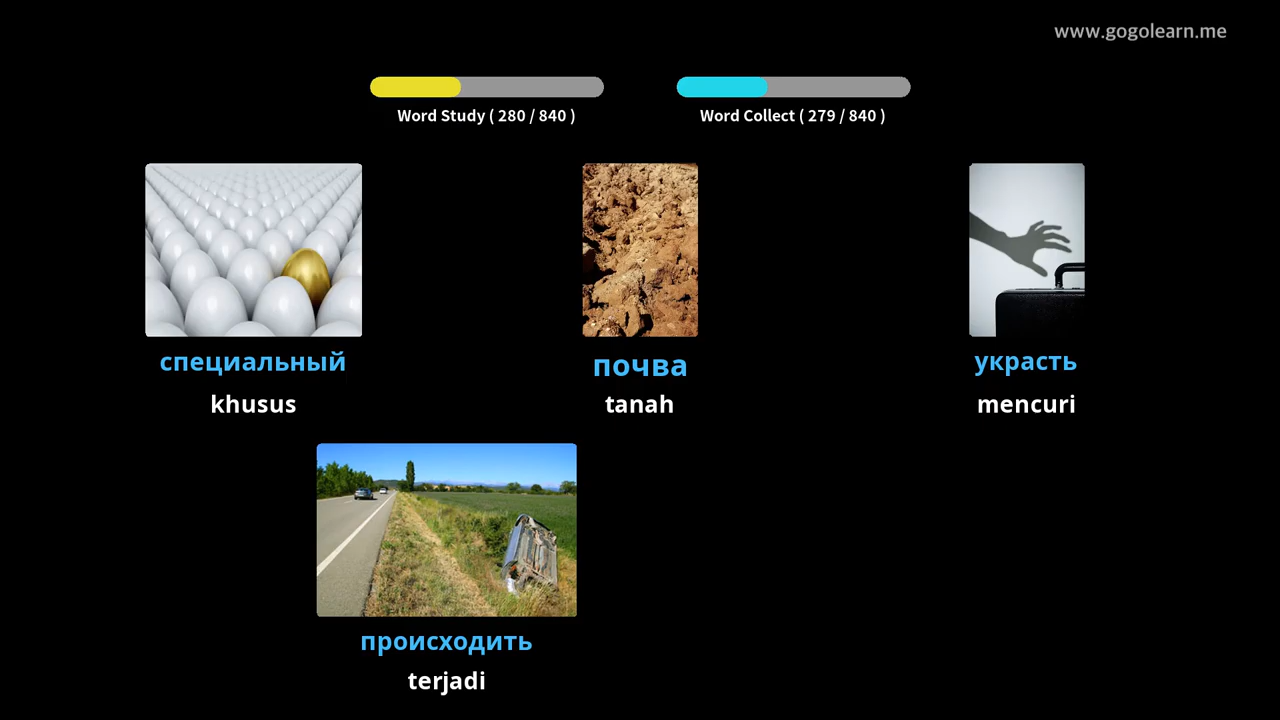 www.gogolearn.me
Word Study ( 280 / 840 )
Word Collect ( 279 / 840 )
специальный
khusus
почва
tanah
украсть
mencuri
происходить
terjadi